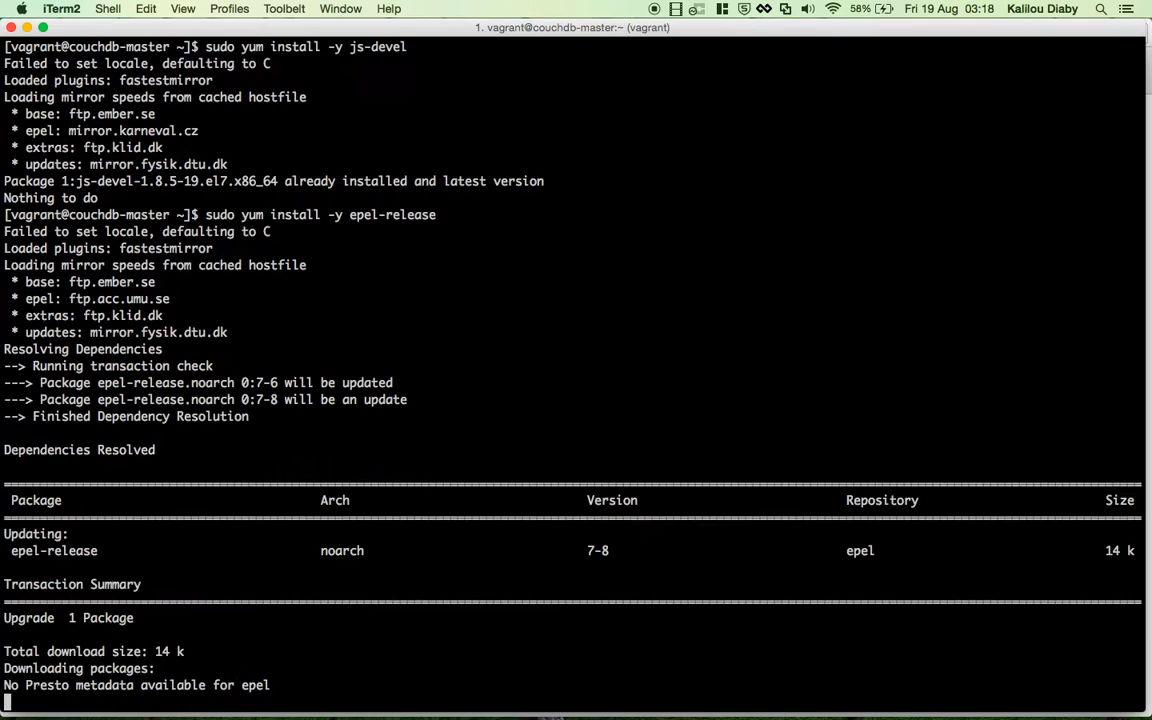 iTerm2 Shell Edit View Profiles Toolbelt Window Help 58% Fri 19 Aug 03:18 Kalilou Diaby
1. vagrant@couchdb-master:~ (vagrant)
[vagrant@couchdb-master ~]$ sudo yum install -y js-devel
Failed to set locale, defaulting to C
Loaded plugins: fastestmirror
Loading mirror speeds from cached hostfile
* base: ftp.ember.se
* epel: mirror.karneval.cz
* extras: ftp.klid.dk
* updates: mirror.fysik.dtu.dk
Package 1:js-devel-1.8.5-19.el7.x86_64 already installed and latest version
Nothing to do
[vagrant@couchdb-master ~]$ sudo yum install -y epel-release
Failed to set locale, defaulting to C
Loaded plugins: fastestmirror
Loading mirror speeds from cached hostfile
* base: ftp.ember.se
* epel: ftp.acc.umu.se
* extras: ftp.klid.dk
* updates: mirror.fysik.dtu.dk
Resolving Dependencies
--> Running transaction check
---> Package epel-release.noarch 0:7-6 will be updated
---> Package epel-release.noarch 0:7-8 will be an update
--> Finished Dependency Resolution
Dependencies Resolved
Package Arch Version Repository Size
Updating:
epel-release noarch 7-8 epel 14 k
Transaction Summary
Upgrade 1 Package
Total download size: 14 k
Downloading packages:
No Presto metadata available for epel